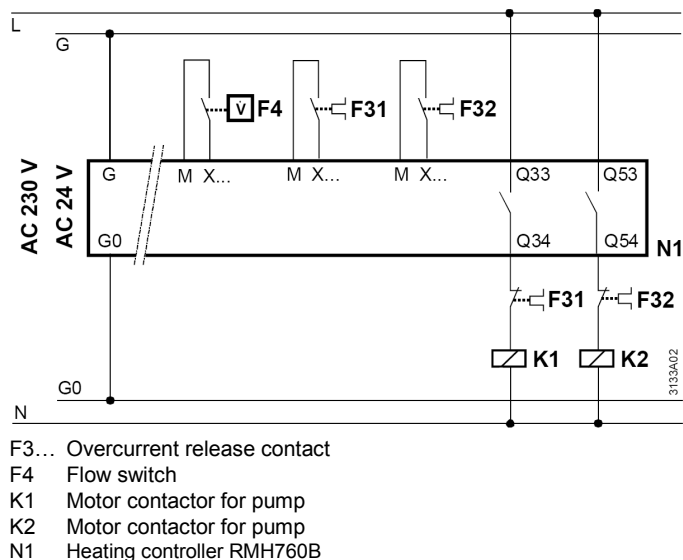 L
G
AC 230 V
AC 24 V
V̇ F4
F31
F32
G
M X...
M X...
M X...
Q33
Q53
G0
Q34
Q54
N1
F31
F32
K1
K2
3133A02
G0
N
F3... Overcurrent release contact
F4 Flow switch
K1 Motor contactor for pump
K2 Motor contactor for pump
N1 Heating controller RMH760B